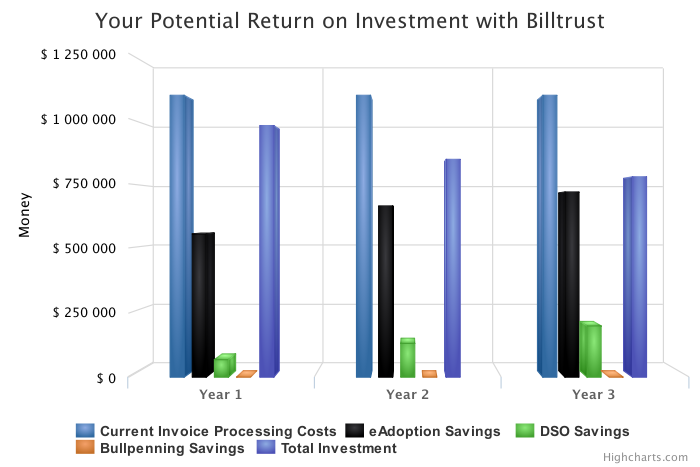 Your Potential Return on Investment with Billtrust
$ 1 250 000
$ 1 000 000
$ 750 000
$ 500 000
$ 250 000
$ 0
Money
Year 1
Year 2
Year 3
Current Invoice Processing Costs
eAdoption Savings
DSO Savings
Bullpenning Savings
Total Investment
Highcharts.com